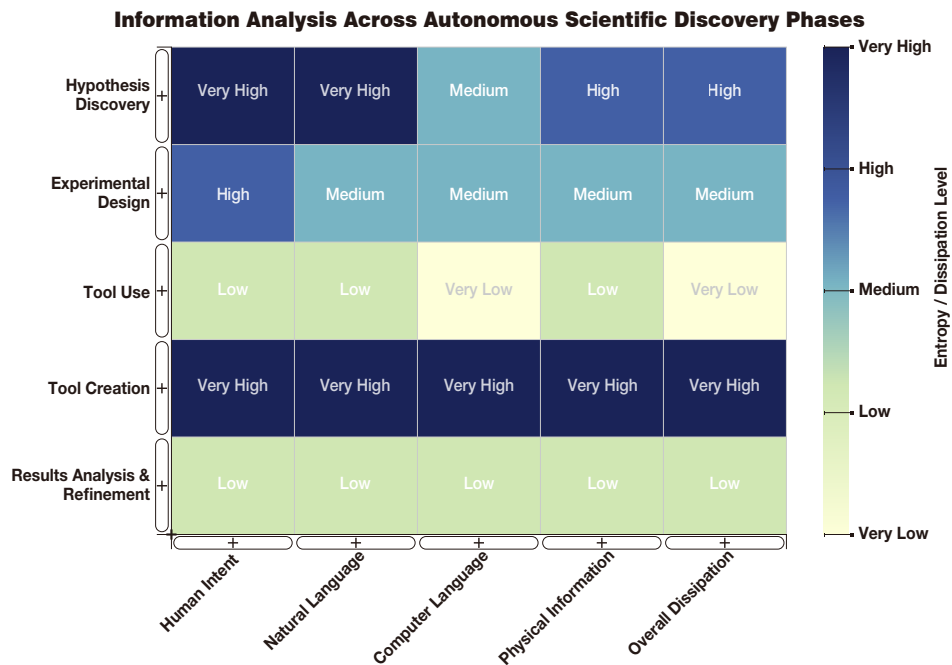 Information Analysis Across Autonomous Scientific Discovery Phases
Hypothesis
Discovery
Very High
Very High
Medium
High
High
Experimental
Design
High
Medium
Medium
Medium
Medium
Tool Use
Low
Low
Very Low
Low
Very Low
Tool Creation
Very High
Very High
Very High
Very High
Very High
Results Analysis &
Refinement
Low
Low
Low
Low
Low
Human Intent
Natural Language
Computer Language
Physical Information
Overall Dissipation
Very High
High
Medium
Low
Very Low
Entropy / Dissipation Level